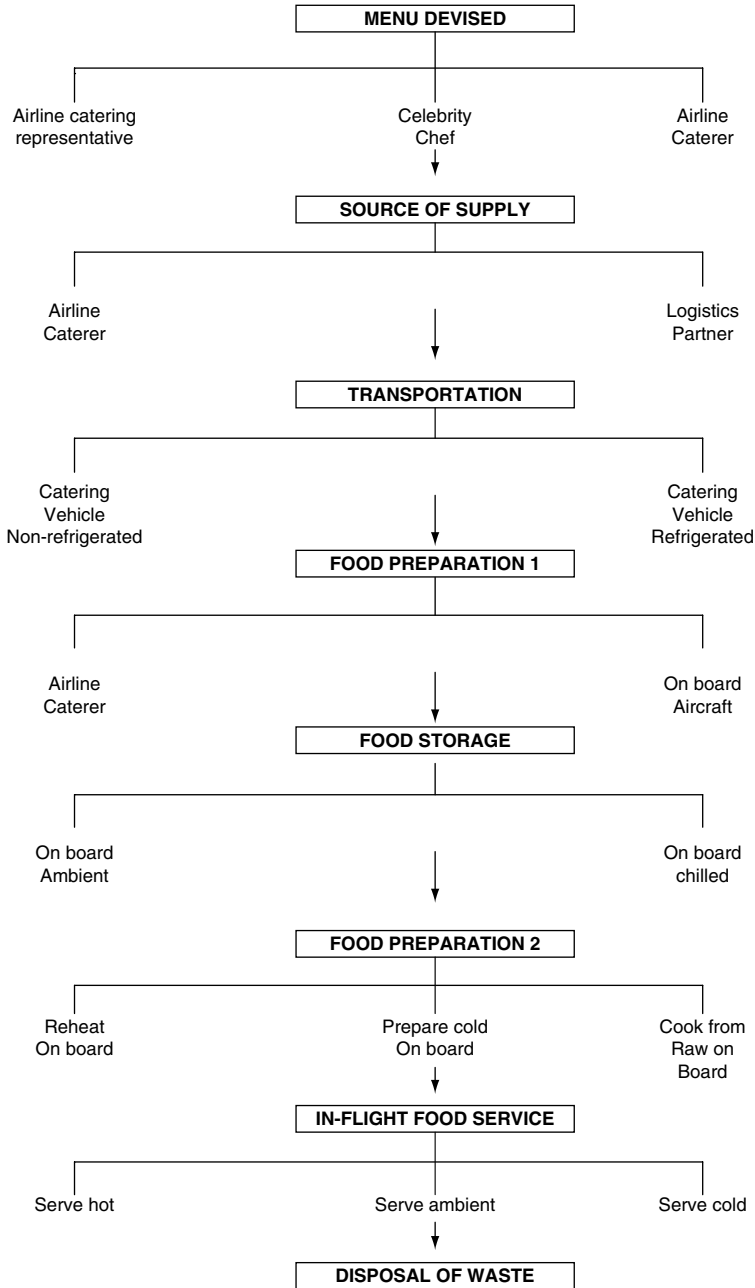 MENU DEVISED
Airline catering
representative
Celebrity
Chef
Airline
Caterer
SOURCE OF SUPPLY
Airline
Caterer
Logistics
Partner
TRANSPORTATION
Catering
Vehicle
Non-refrigerated
Catering
Vehicle
Refrigerated
FOOD PREPARATION 1
Airline
Caterer
On board
Aircraft
FOOD STORAGE
On board
Ambient
On board
chilled
FOOD PREPARATION 2
Reheat
On board
Prepare cold
On board
Cook from
Raw on
Board
IN-FLIGHT FOOD SERVICE
Serve hot
Serve ambient
Serve cold
DISPOSAL OF WASTE